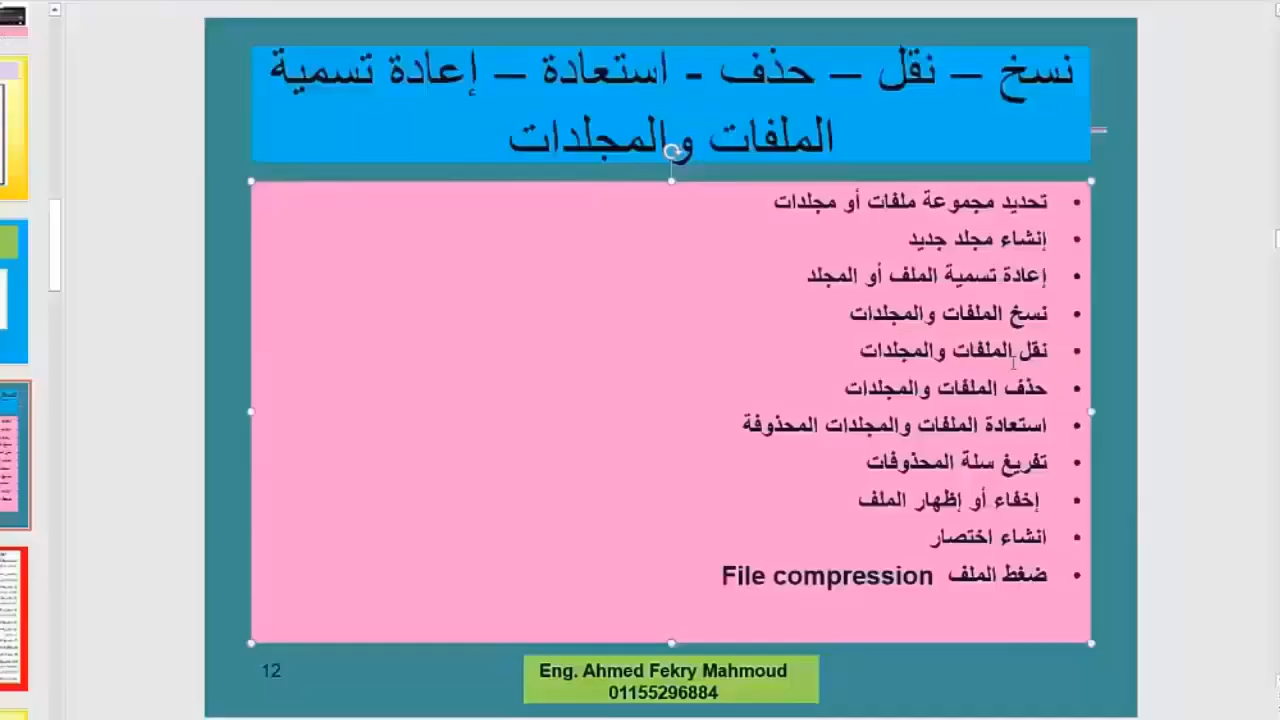 نسخ – نقل – حذف - استعادة – إعادة تسمية
الملفات والمجلدات
• تحديد مجموعة ملفات أو مجلدات
• إنشاء مجلد جديد
• إعادة تسمية الملف أو المجلد
• نسخ الملفات والمجلدات
• نقل الملفات والمجلدات
• حذف الملفات والمجلدات
• استعادة الملفات والمجلدات المحذوفة
• تفريغ سلة المحذوفات
• إخفاء أو إظهار الملف
• انشاء اختصار
• ضغط الملف File compression
12
Eng. Ahmed Fekry Mahmoud
01155296884